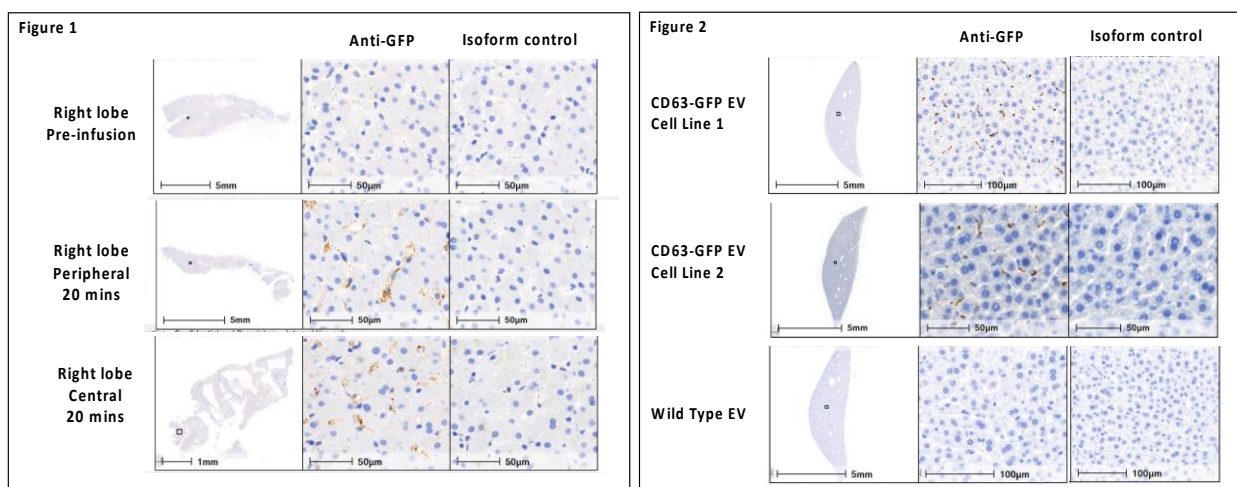 Figure 1
Anti-GFP
Isoform control
Right lobe
Pre-infusion
5mm
50µm
50µm
Right lobe
Peripheral
20 mins
5mm
50µm
50µm
Right lobe
Central
20 mins
1mm
50µm
50µm
Figure 2
Anti-GFP
Isoform control
CD63-GFP EV
Cell Line 1
5mm
100µm
100µm
CD63-GFP EV
Cell Line 2
5mm
50µm
50µm
Wild Type EV
5mm
100µm
100µm